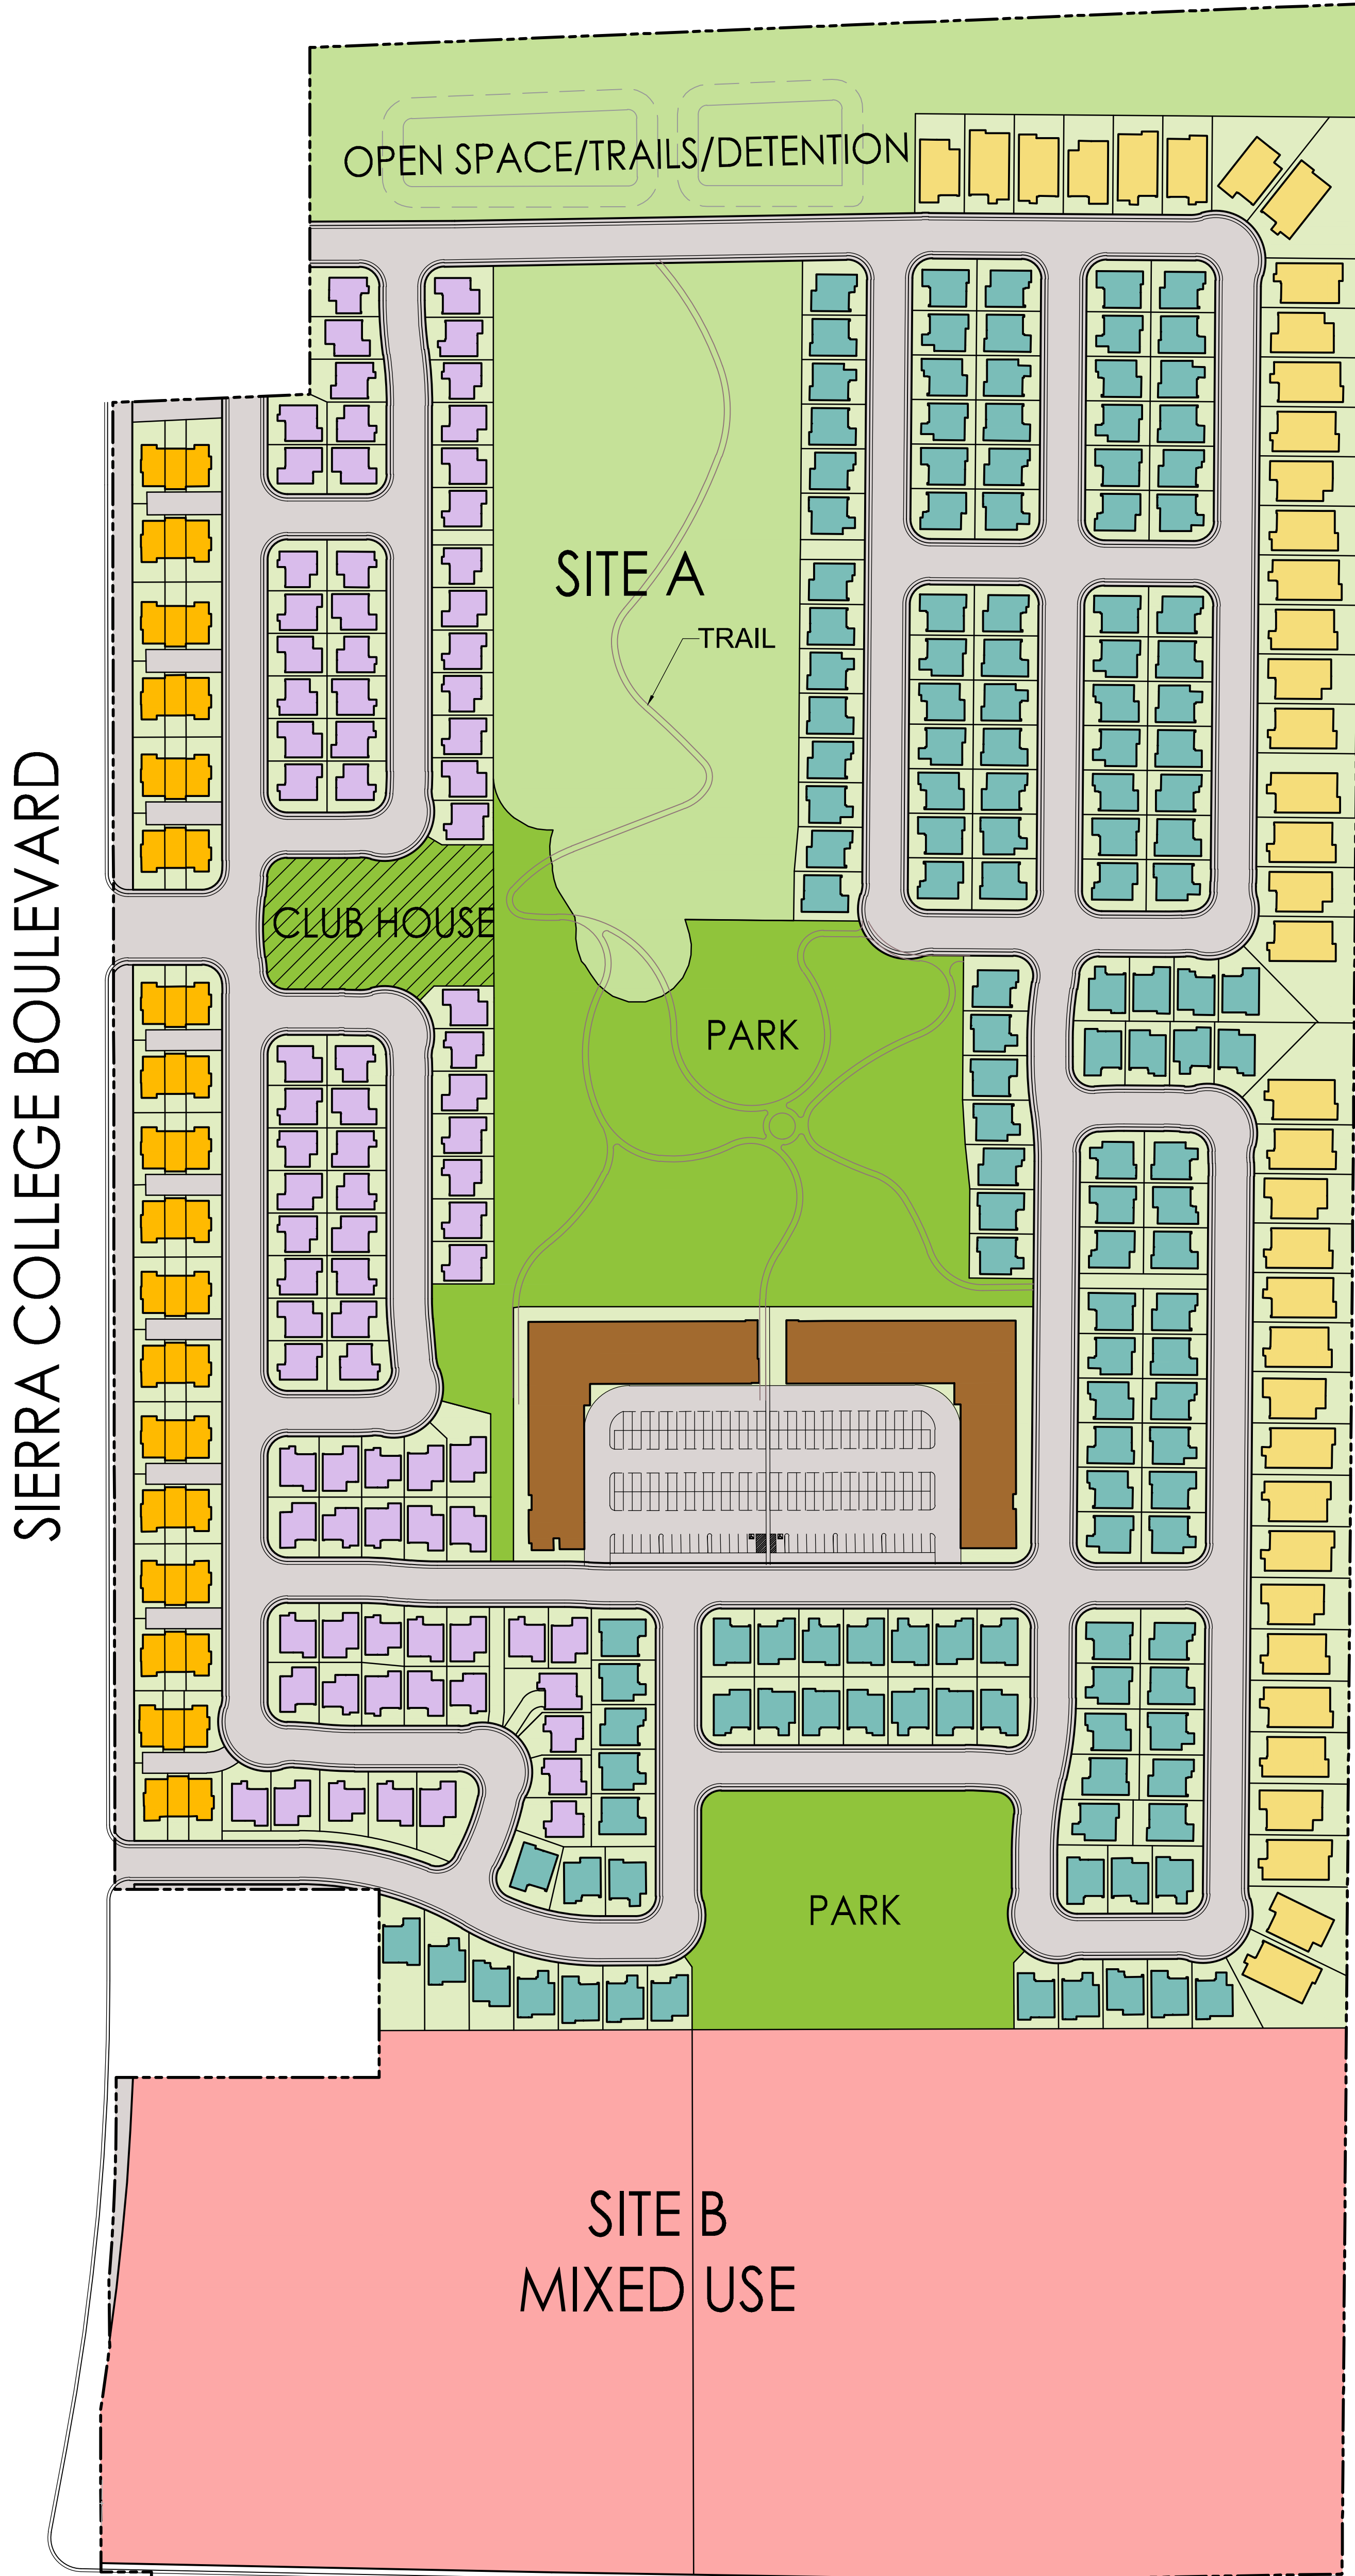 OPEN SPACE/TRAILS/DETENTION
SITE A
TRAIL
SIERRA COLLEGE BOULEVARD
CLUB HOUSE
PARK
PARK
SITE B
MIXED USE